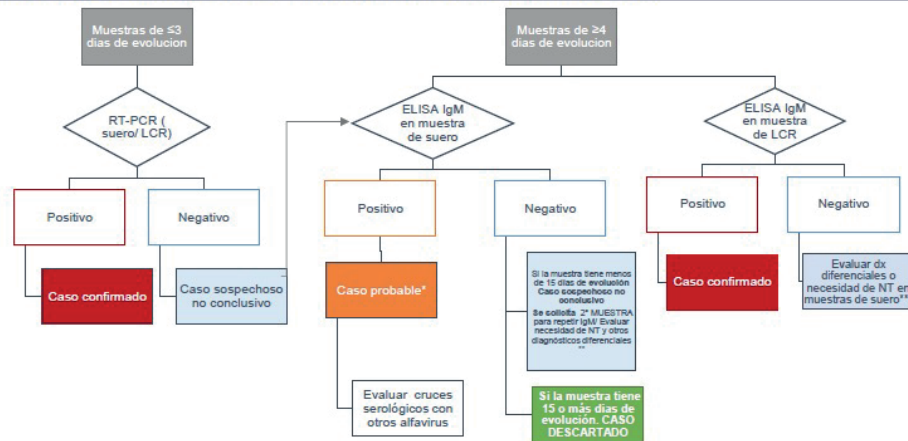 Muestras de ≤3
dias de evolucion
RT-PCR (
suero/ LCR)
Positivo
Negativo
Caso confirmado
Caso sospechoso
no conclusivo
Muestras de ≥4
dias de evolucion
ELISA IgM
en muestra
de suero
Positivo
Negativo
Caso probable*
Evaluar cruces
serológicos con
otros alfavirus
Si la muestra tiene menos
de 15 días de evolución
Caso sospechoso no
conclusivo
Se solicita 2ª MUESTRA
para repetir IgM/ Evaluar
necesidad de NT y otros
diagnósticos diferenciales
**
Si la muestra tiene
15 o más días de
evolución. CASO
DESCARTADO
ELISA IgM
en muestra
de LCR
Positivo
Negativo
Caso confirmado
Evaluar dx
diferenciales o
necesidad de NT en
muestras de suero**